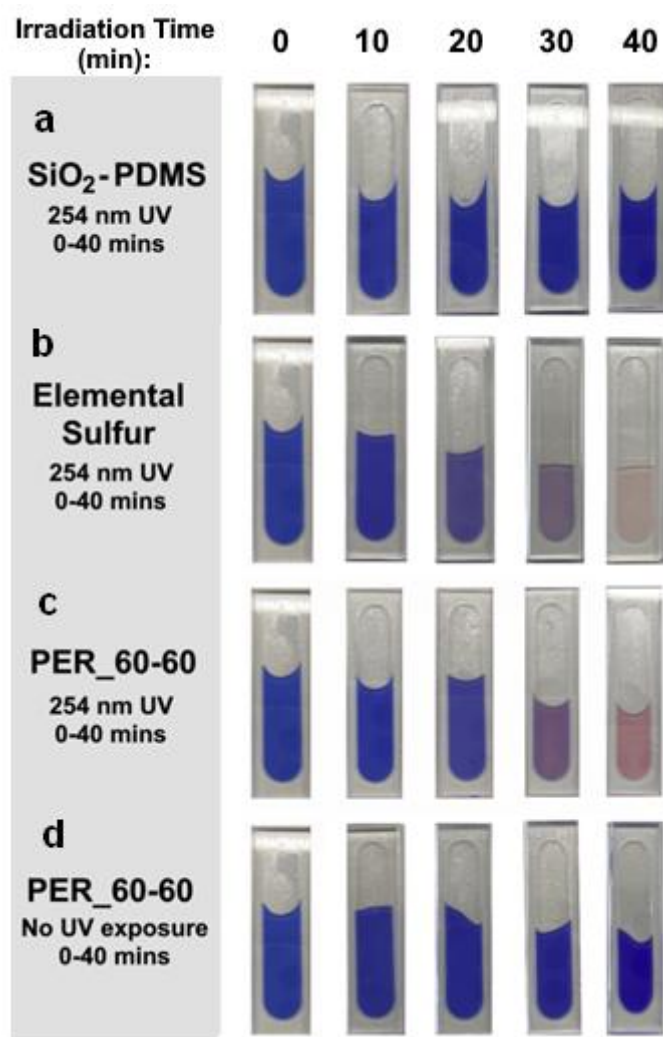 Irradiation Time
(min):
0 10 20 30 40
a
SiO₂-PDMS
254 nm UV
0-40 mins
b
Elemental
Sulfur
254 nm UV
0-40 mins
c
PER_60-60
254 nm UV
0-40 mins
d
PER_60-60
No UV exposure
0-40 mins